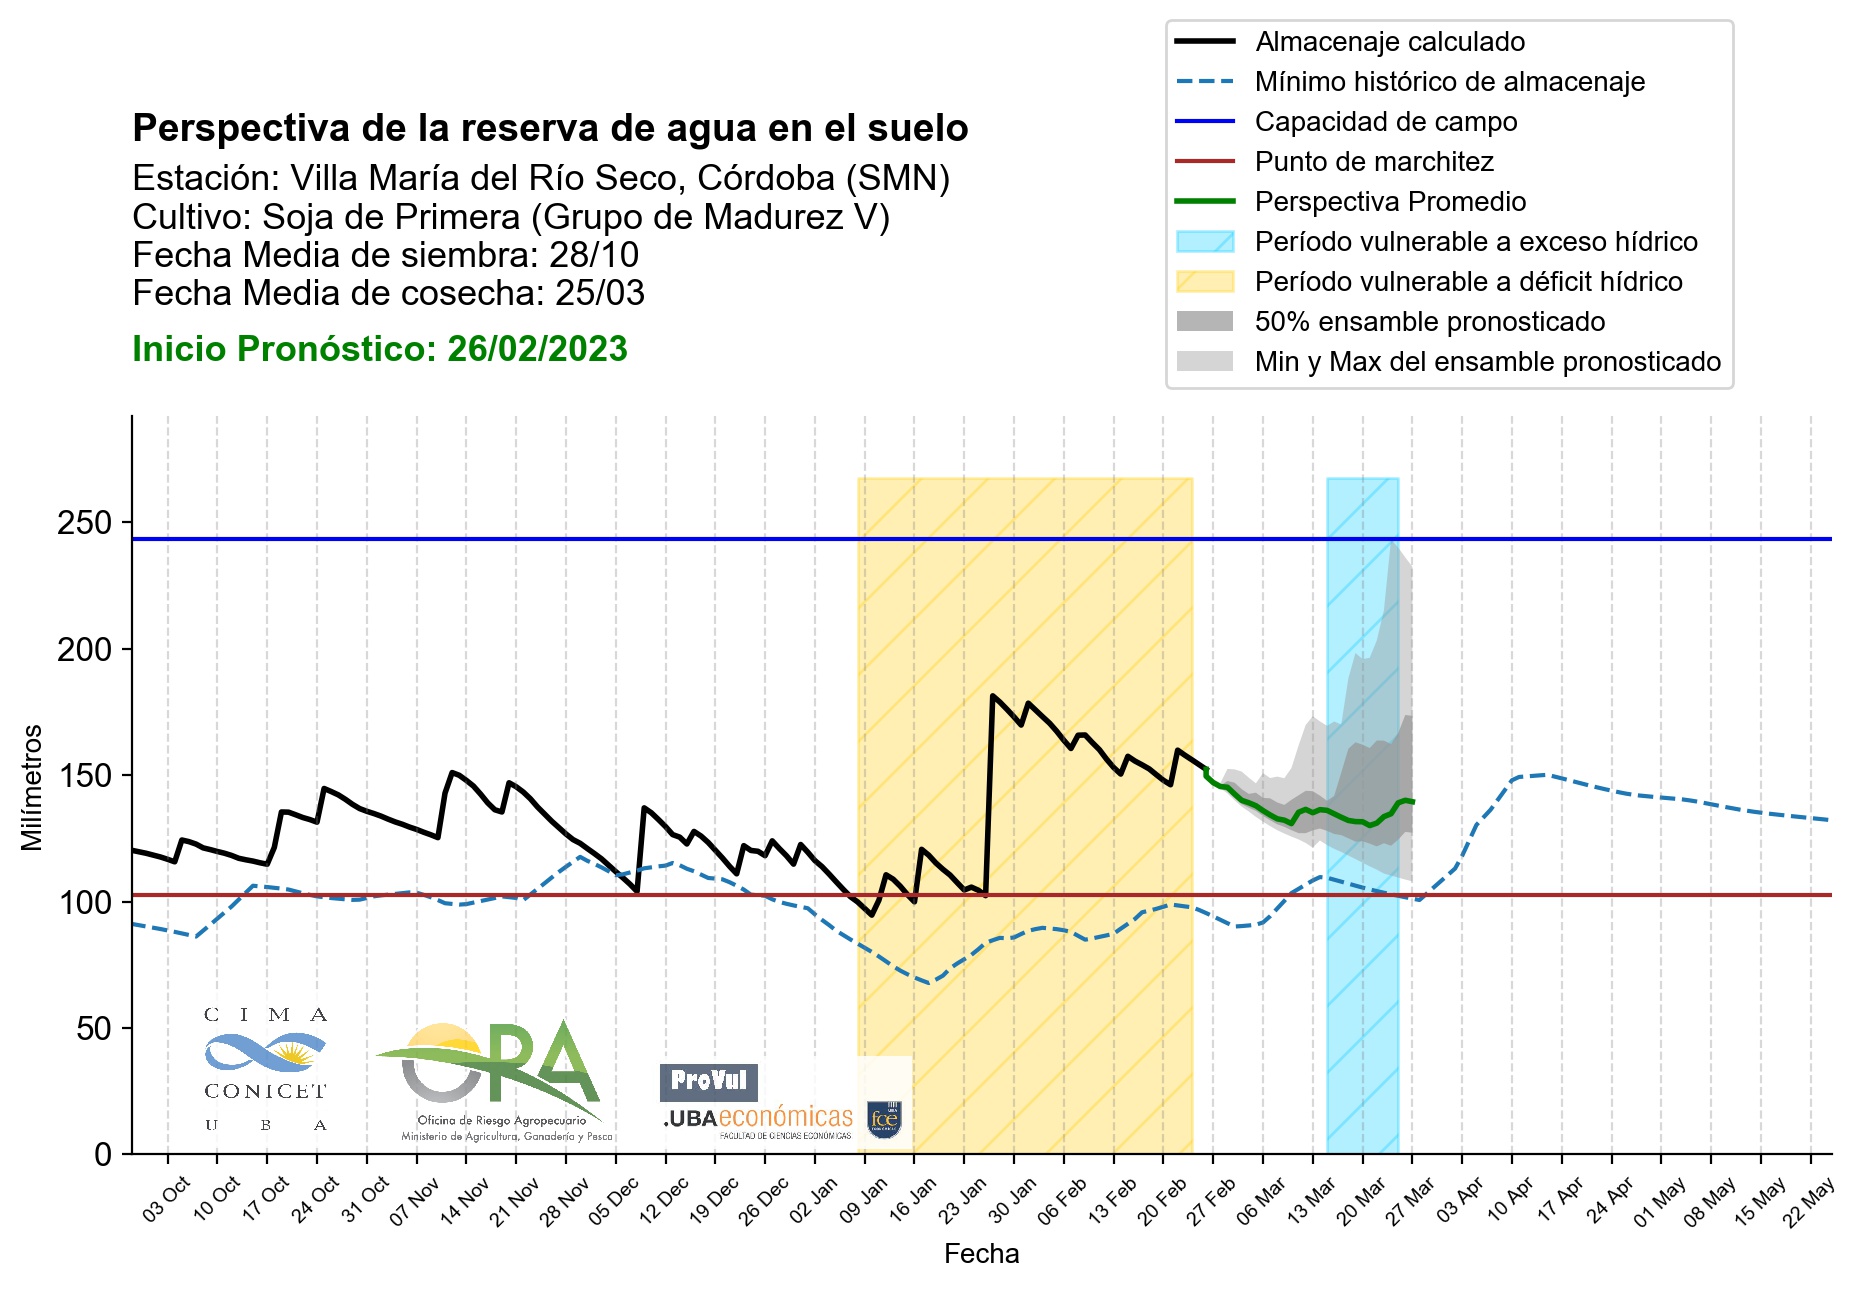 Almacenaje calculado
Mínimo histórico de almacenaje
Capacidad de campo
Punto de marchitez
Perspectiva Promedio
Período vulnerable a exceso hídrico
Período vulnerable a déficit hídrico
50% ensamble pronosticado
Min y Max del ensamble pronosticado
Perspectiva de la reserva de agua en el suelo
Estación: Villa María del Río Seco, Córdoba (SMN)
Cultivo: Soja de Primera (Grupo de Madurez V)
Fecha Media de siembra: 28/10
Fecha Media de cosecha: 25/03
Inicio Pronóstico: 26/02/2023
250
200
150
100
50
0
Milímetros
CIMA
CONICET
UBA
ORA
Oficina de Riesgo Agropecuario
Ministerio de Agricultura, Ganadería y Pesca
ProVul
.UBAeconómicas
FACULTAD DE CIENCIAS ECONÓMICAS
fce
03 Oct
10 Oct
17 Oct
24 Oct
31 Oct
07 Nov
14 Nov
21 Nov
28 Nov
05 Dec
12 Dec
19 Dec
26 Dec
02 Jan
09 Jan
16 Jan
23 Jan
30 Jan
06 Feb
13 Feb
20 Feb
27 Feb
06 Mar
13 Mar
20 Mar
27 Mar
03 Apr
10 Apr
17 Apr
24 Apr
01 May
08 May
15 May
22 May
Fecha